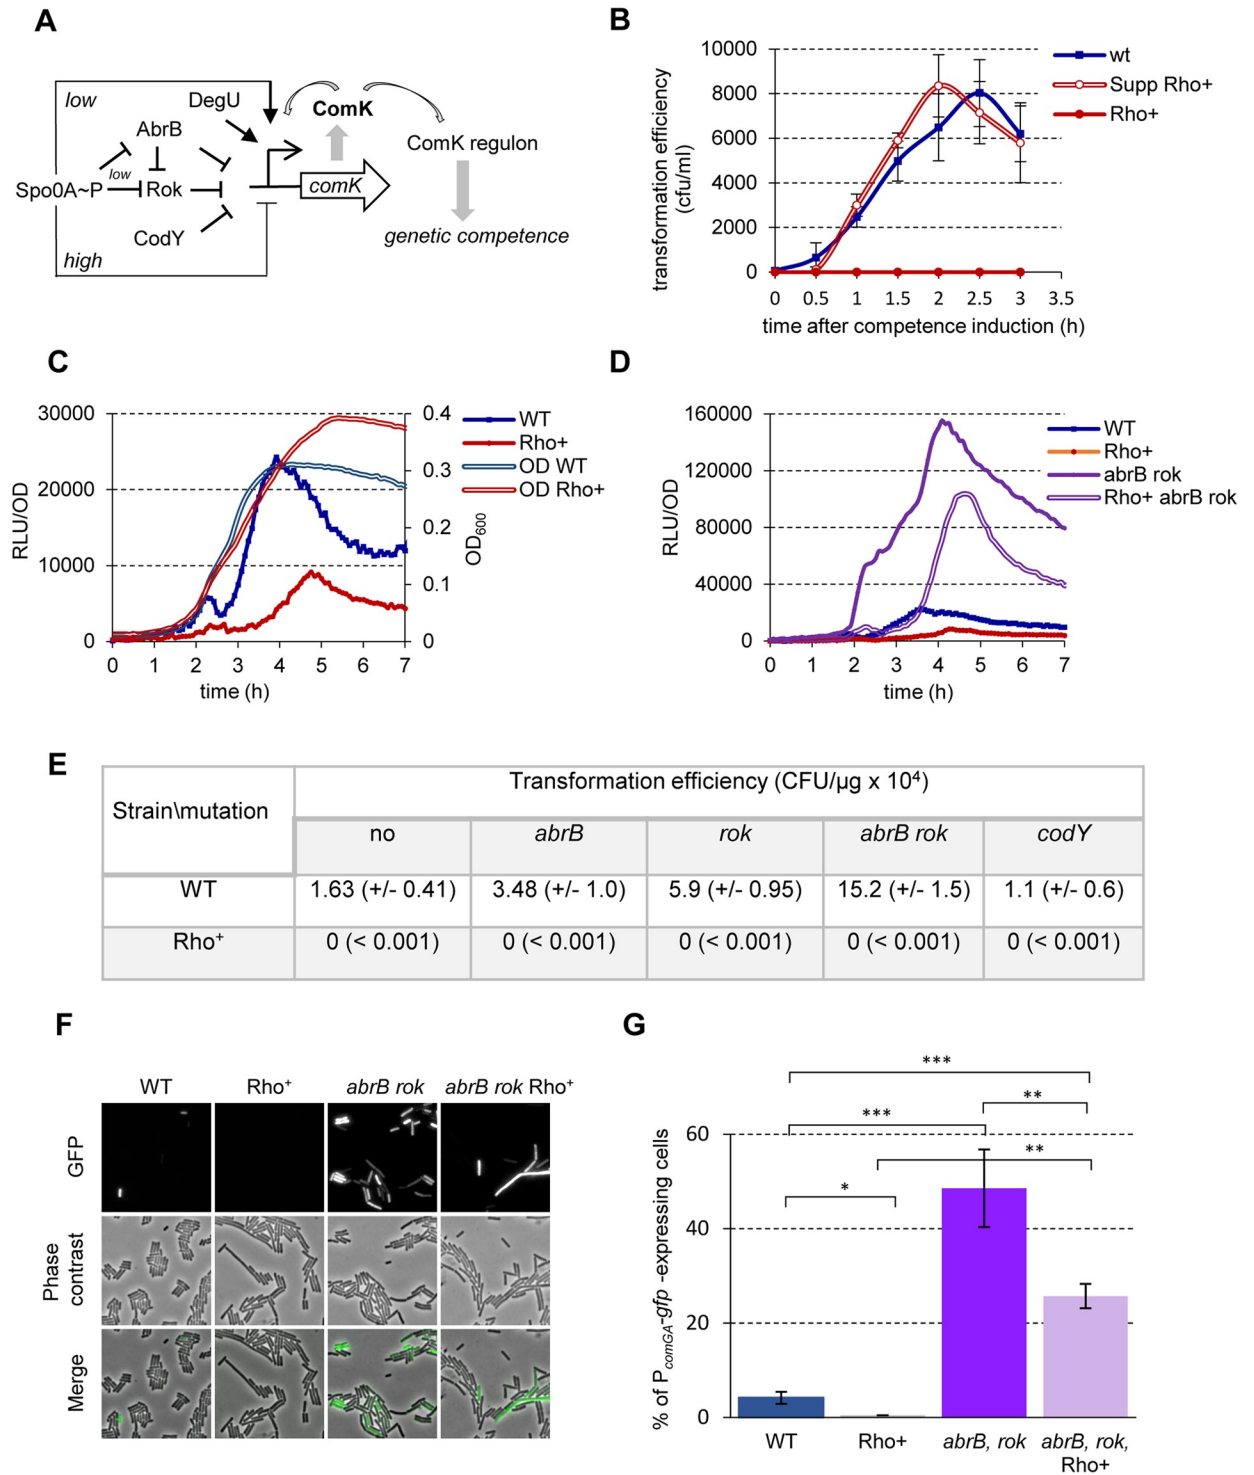 A
low
DegU
ComK
AbrB
ComK regulon
Spo0A~P
low
Rok
comK
CodY
genetic competence
high
B
transformation efficiency
(cfu/ml)
10000
8000
6000
4000
2000
0
0 0.5 1 1.5 2 2.5 3 3.5
time after competence induction (h)
wt
Supp Rho+
Rho+
C
RLU/OD
30000
20000
10000
0
0.4
0.3
0.2
0.1
0
OD600
0 1 2 3 4 5 6 7
time (h)
WT
Rho+
OD WT
OD Rho+
D
RLU/OD
160000
120000
80000
40000
0
0 1 2 3 4 5 6 7
time (h)
WT
Rho+
abrB rok
Rho+ abrB rok
E
Strain\mutation
Transformation efficiency (CFU/µg x 10⁴)
no abrB rok abrB rok codY
WT 1.63 (+/- 0.41) 3.48 (+/- 1.0) 5.9 (+/- 0.95) 15.2 (+/- 1.5) 1.1 (+/- 0.6)
Rho⁺ 0 (< 0.001) 0 (< 0.001) 0 (< 0.001) 0 (< 0.001) 0 (< 0.001)
F
WT Rho⁺ abrB rok abrB rok Rho⁺
GFP
Phase
contrast
Merge
G
% of PcomGA-gfp -expressing cells
60
40
20
0
***
**
***
**
*
WT Rho+ abrB, rok abrB, rok,
Rho+